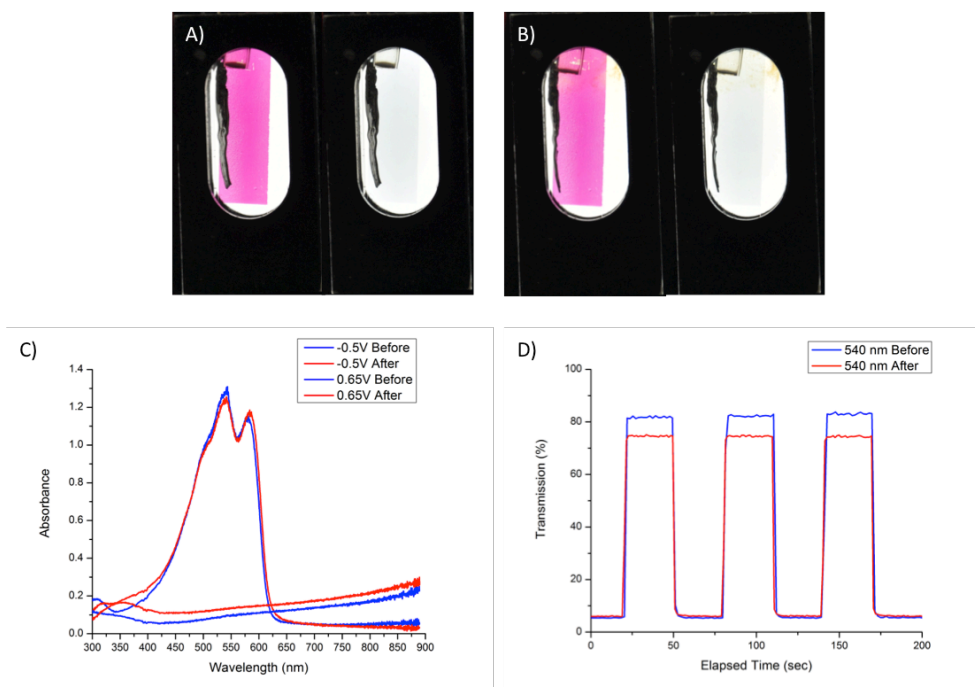 A)
B)
C)
-0.5V Before
-0.5V After
0.65V Before
0.65V After
1.4
1.2
1.0
0.8
0.6
0.4
0.2
0.0
Absorbance
300 350 400 450 500 550 600 650 700 750 800 850 900
Wavelength (nm)
D)
540 nm Before
540 nm After
100
80
60
40
20
0
Transmission (%)
0 50 100 150 200
Elapsed Time (sec)